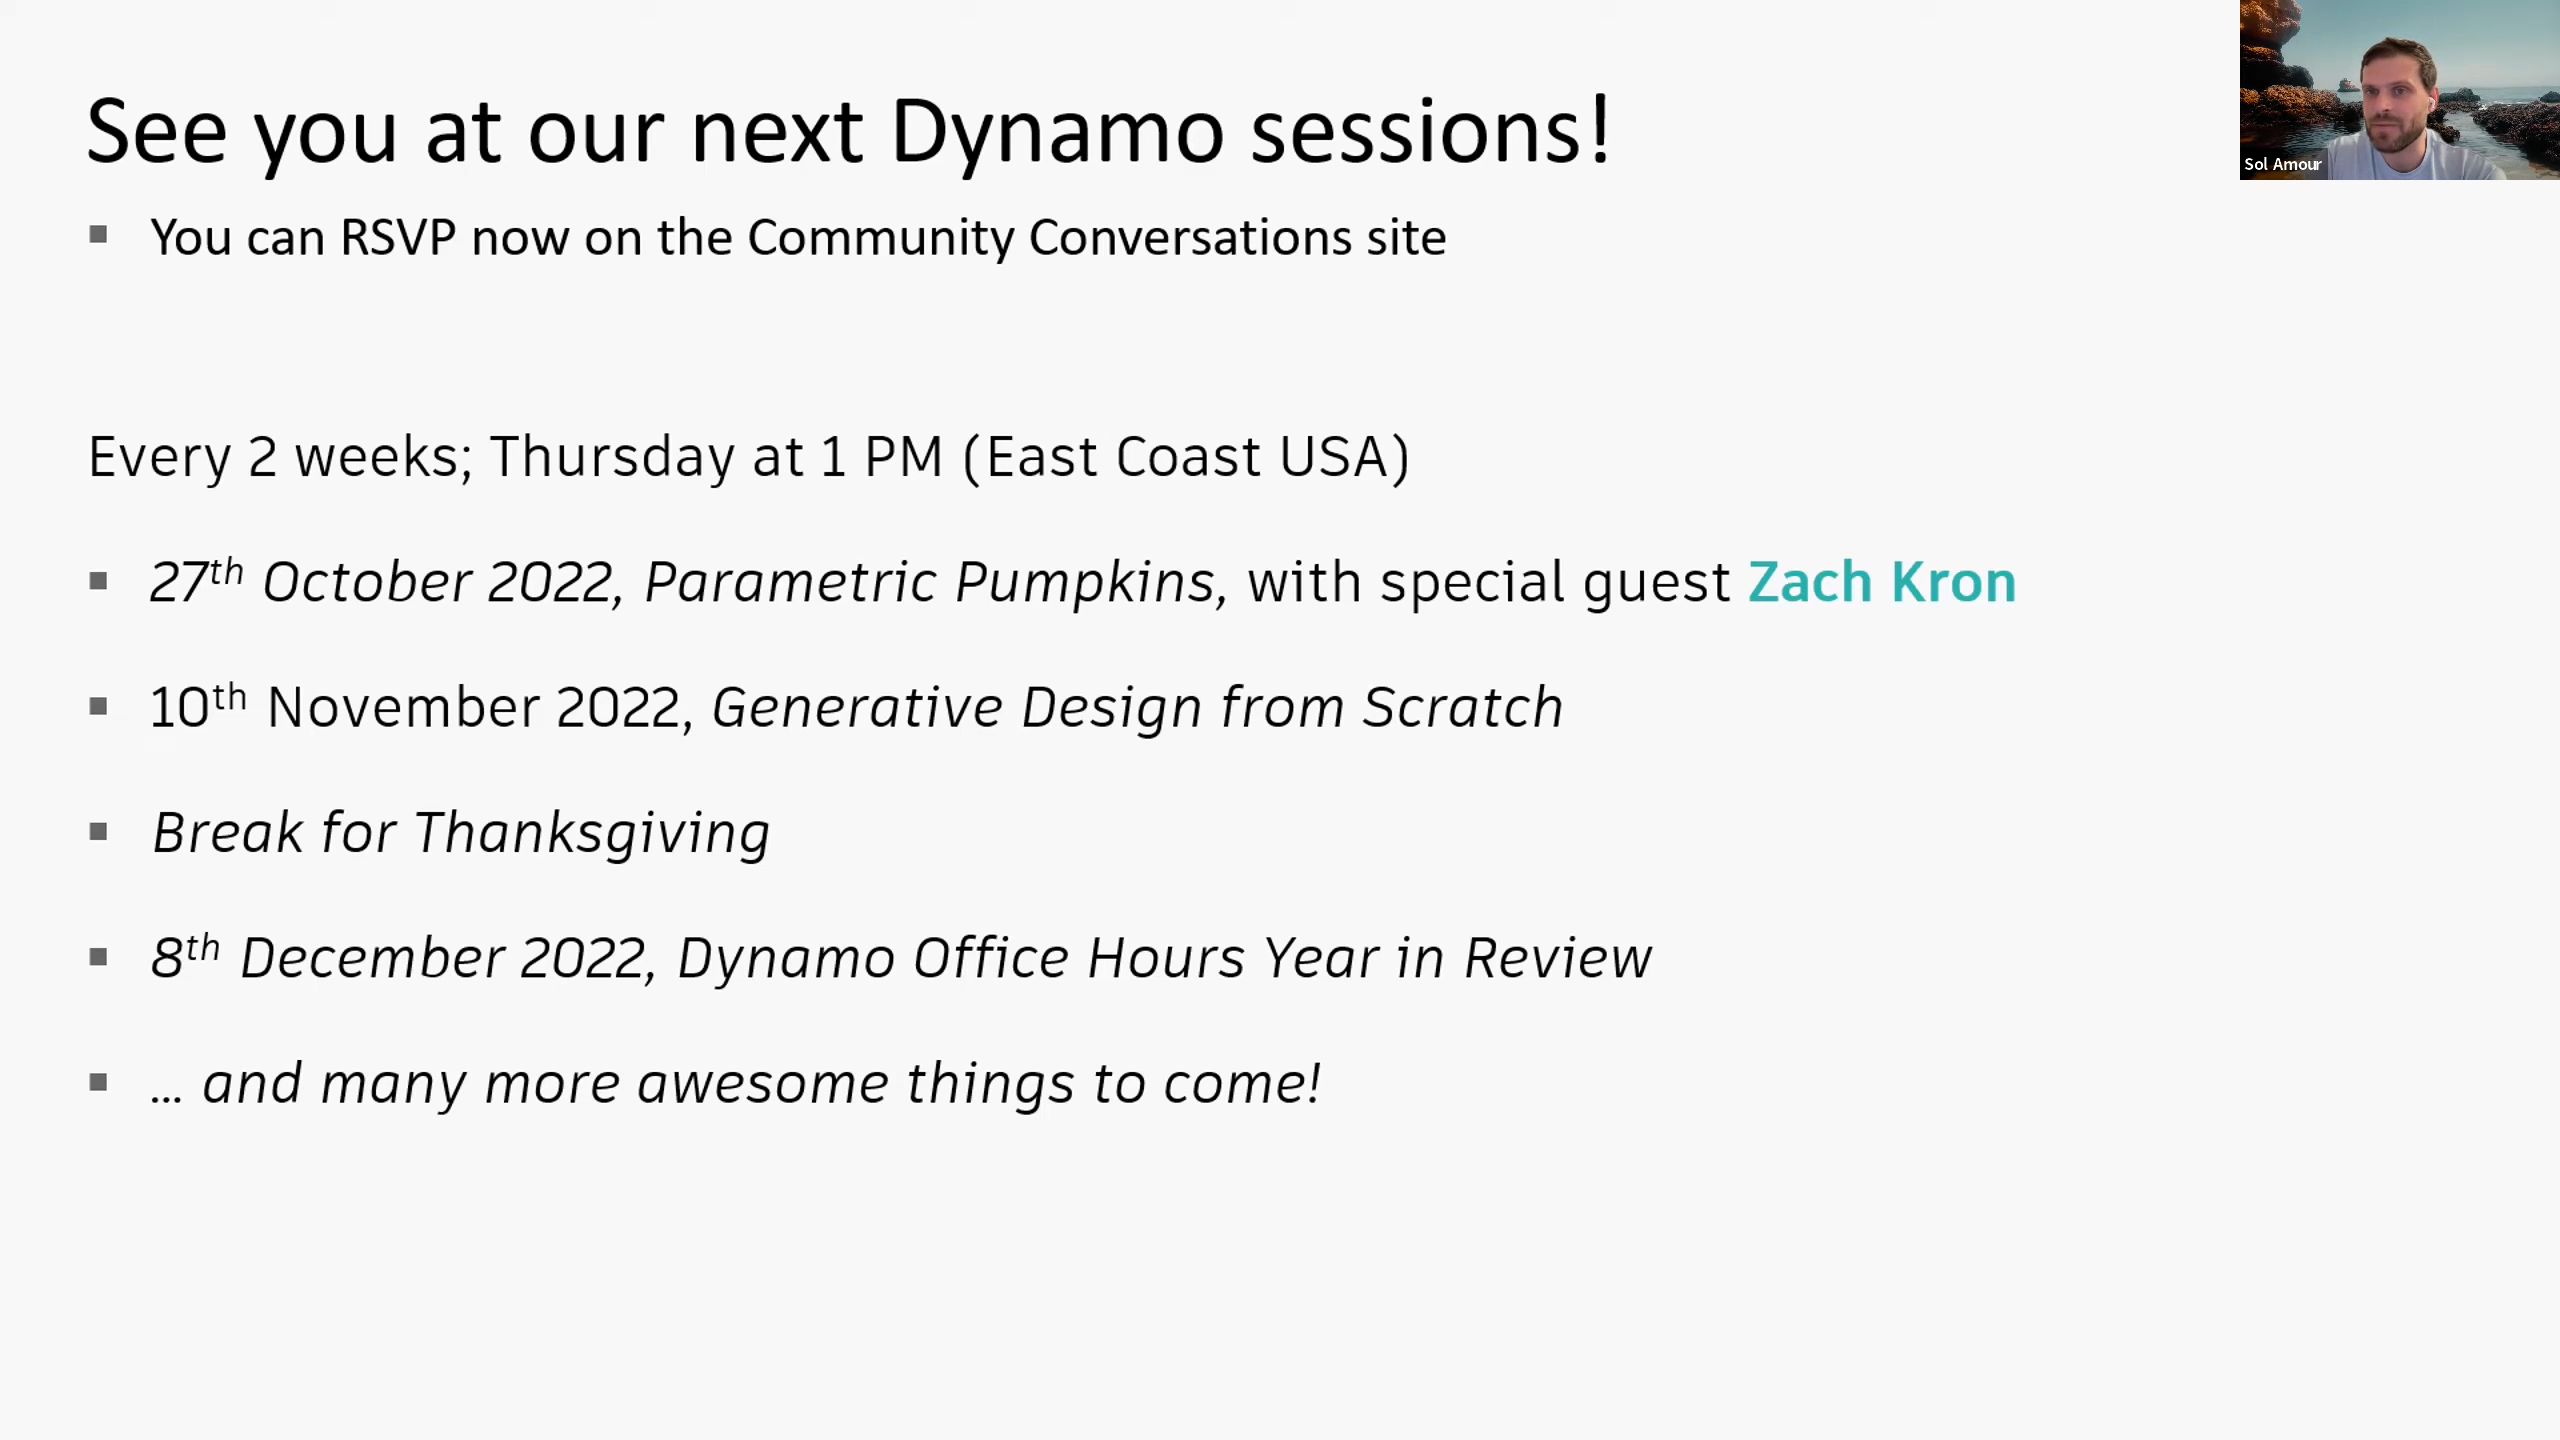 See you at our next Dynamo sessions!
▪ You can RSVP now on the Community Conversations site
Every 2 weeks; Thursday at 1 PM (East Coast USA)
▪ 27th October 2022, Parametric Pumpkins, with special guest Zach Kron
▪ 10th November 2022, Generative Design from Scratch
▪ Break for Thanksgiving
▪ 8th December 2022, Dynamo Office Hours Year in Review
▪ ... and many more awesome things to come!
Sol Amour